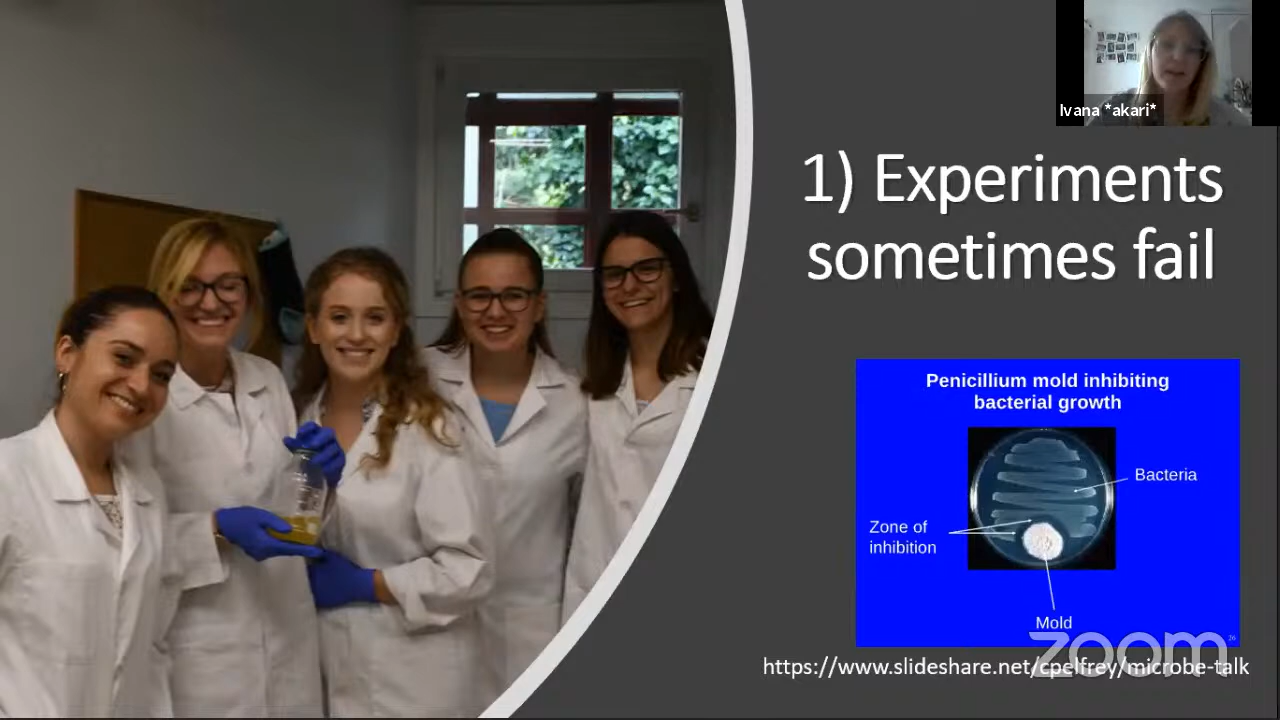 Ivana *akari*
1) Experiments
sometimes fail
Penicillium mold inhibiting
bacterial growth
Bacteria
Zone of
inhibition
Mold
26
zoom
https://www.slideshare.net/cpelfrey/microbe-talk